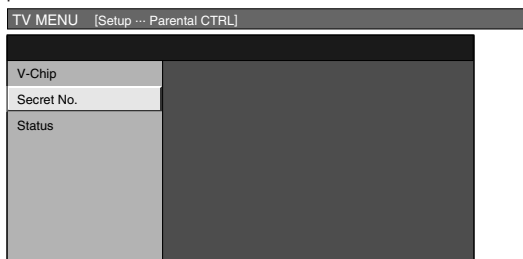 TV MENU [Setup ··· Parental CTRL]
V-Chip
Secret No.
Status